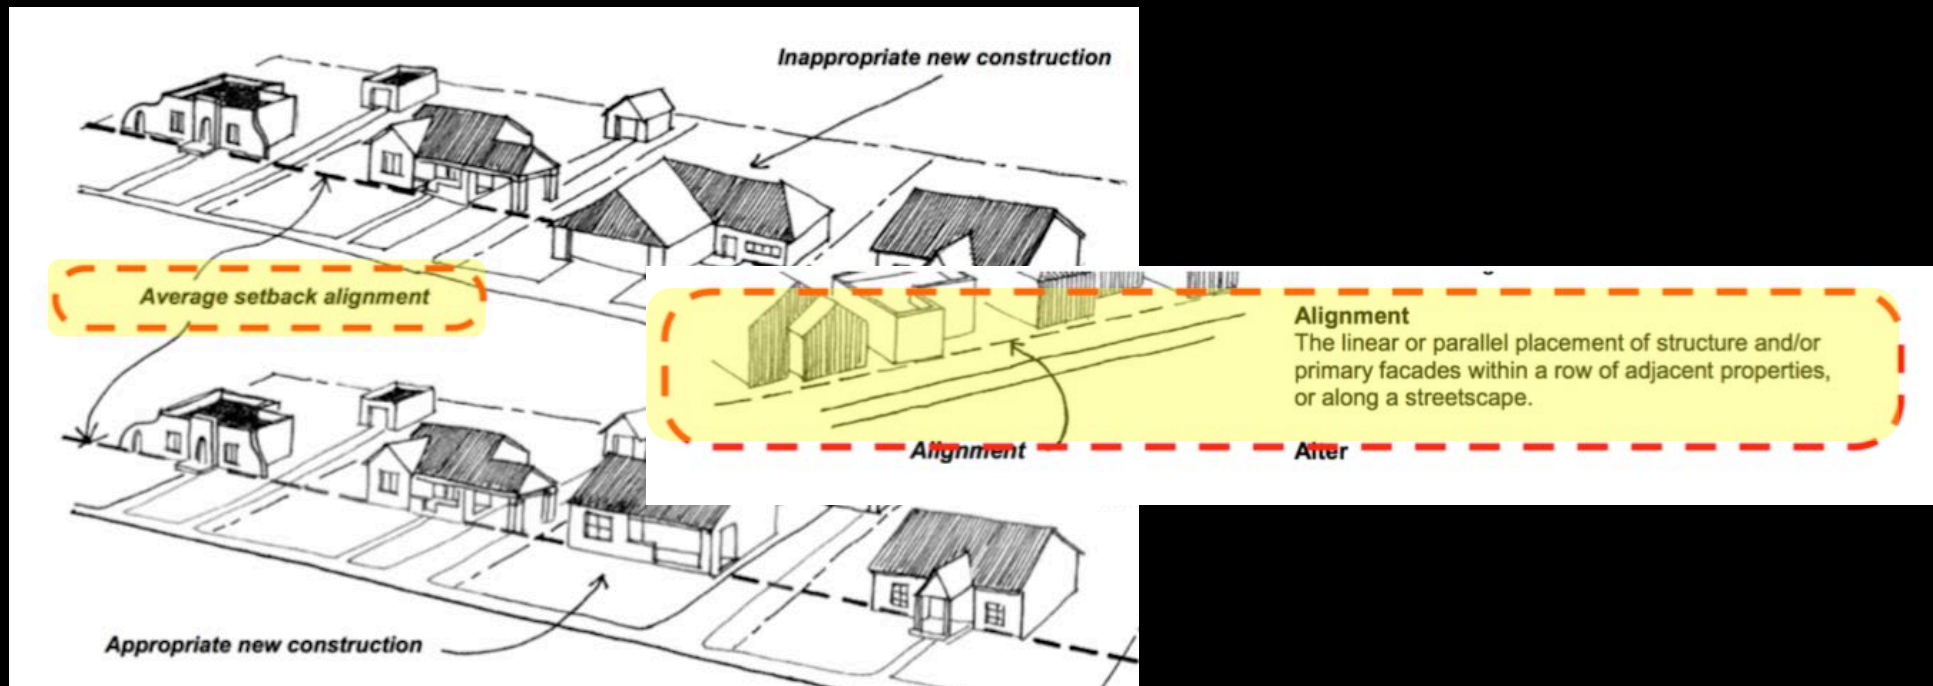 Inappropriate new construction
Average setback alignment
Alignment
The linear or parallel placement of structure and/or
primary facades within a row of adjacent properties,
or along a streetscape.
Alignment
Alter
Appropriate new construction